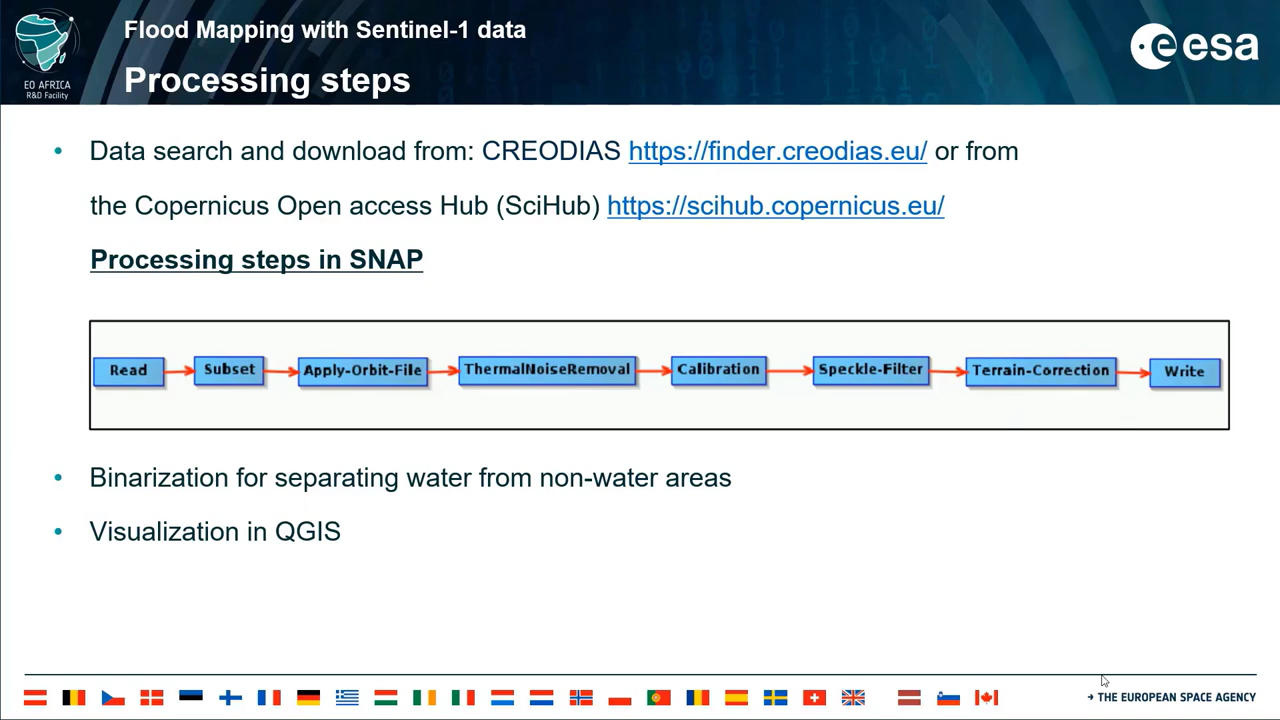 Flood Mapping with Sentinel-1 data
Processing steps
EO AFRICA
R&D Facility
esa
• Data search and download from: CREODIAS https://finder.creodias.eu/ or from
the Copernicus Open access Hub (SciHub) https://scihub.copernicus.eu/
Processing steps in SNAP
Read Subset Apply-Orbit-File ThermalNoiseRemoval Calibration Speckle-Filter Terrain-Correction Write
• Binarization for separating water from non-water areas
• Visualization in QGIS
→ THE EUROPEAN SPACE AGENCY